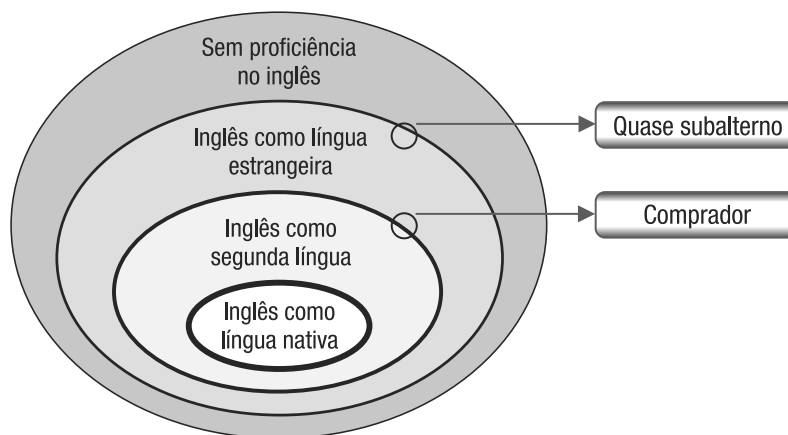 Sem proficiência
no inglês
Quase subalterno
Inglês como língua
estrangeira
Comprador
Inglês como
segunda língua
Inglês como
língua nativa